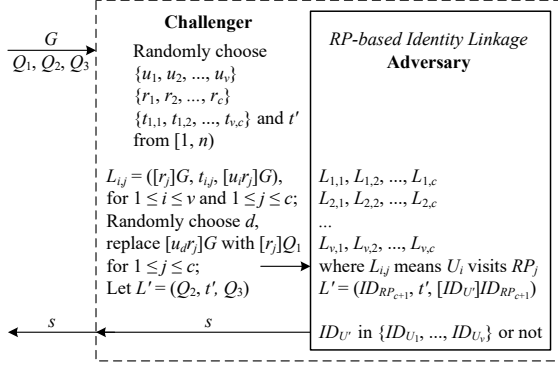 G
Q1, Q2, Q3
Challenger
Randomly choose
{u1, u2, ..., uv}
{r1, r2, ..., rc}
{t1,1, t1,2, ..., tv,c} and t′
from [1, n)
Li,j = ([rj]G, ti,j, [uirj]G),
for 1 ≤ i ≤ v and 1 ≤ j ≤ c;
Randomly choose d,
replace [udrj]G with [rj]Q1
for 1 ≤ j ≤ c;
Let L′ = (Q2, t′, Q3)
RP-based Identity Linkage
Adversary
L1,1, L1,2, ..., L1,c
L2,1, L2,2, ..., L2,c
...
Lv,1, Lv,2, ..., Lv,c
where Li,j means Ui visits RPj
L′ = (IDRPc+1, t′, [IDU′]IDRPc+1)
s
s
IDU′ in {IDU1, ..., IDUv} or not